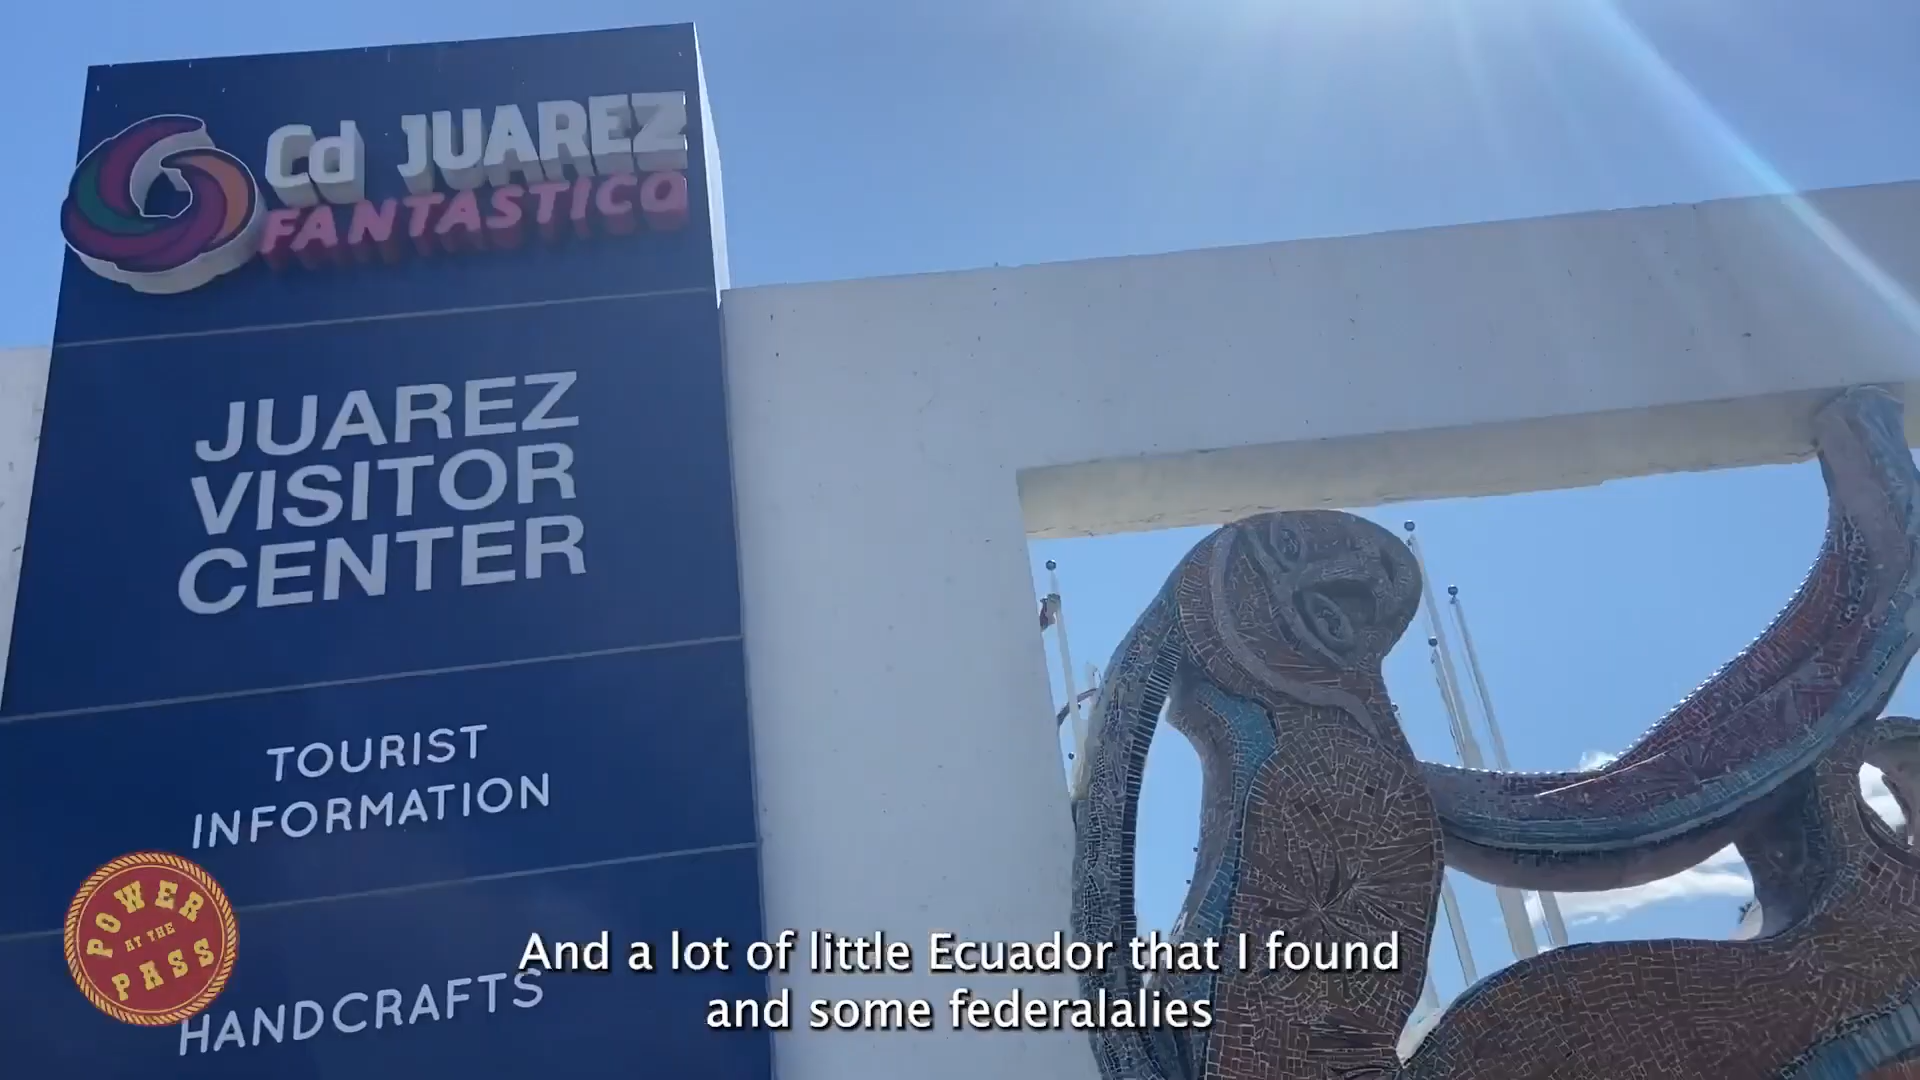 Cd JUAREZ
FANTASTICO
JUAREZ
VISITOR
CENTER
TOURIST
INFORMATION
HANDCRAFTS
POWER
AT THE
PASS
And a lot of little Ecuador that I found
and some federalalies